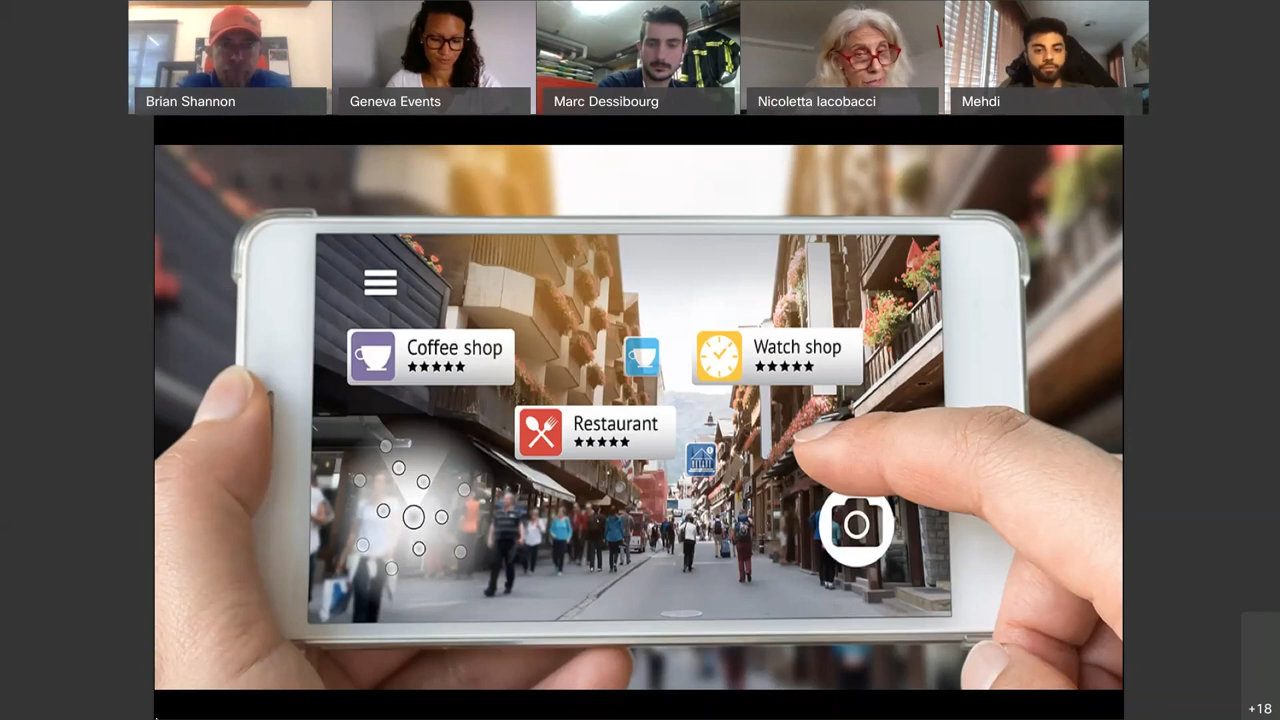 Brian Shannon
Geneva Events
Marc Dessibourg
Nicoletta Iacobacci
Mehdi
Coffee shop
Watch shop
Restaurant
+18